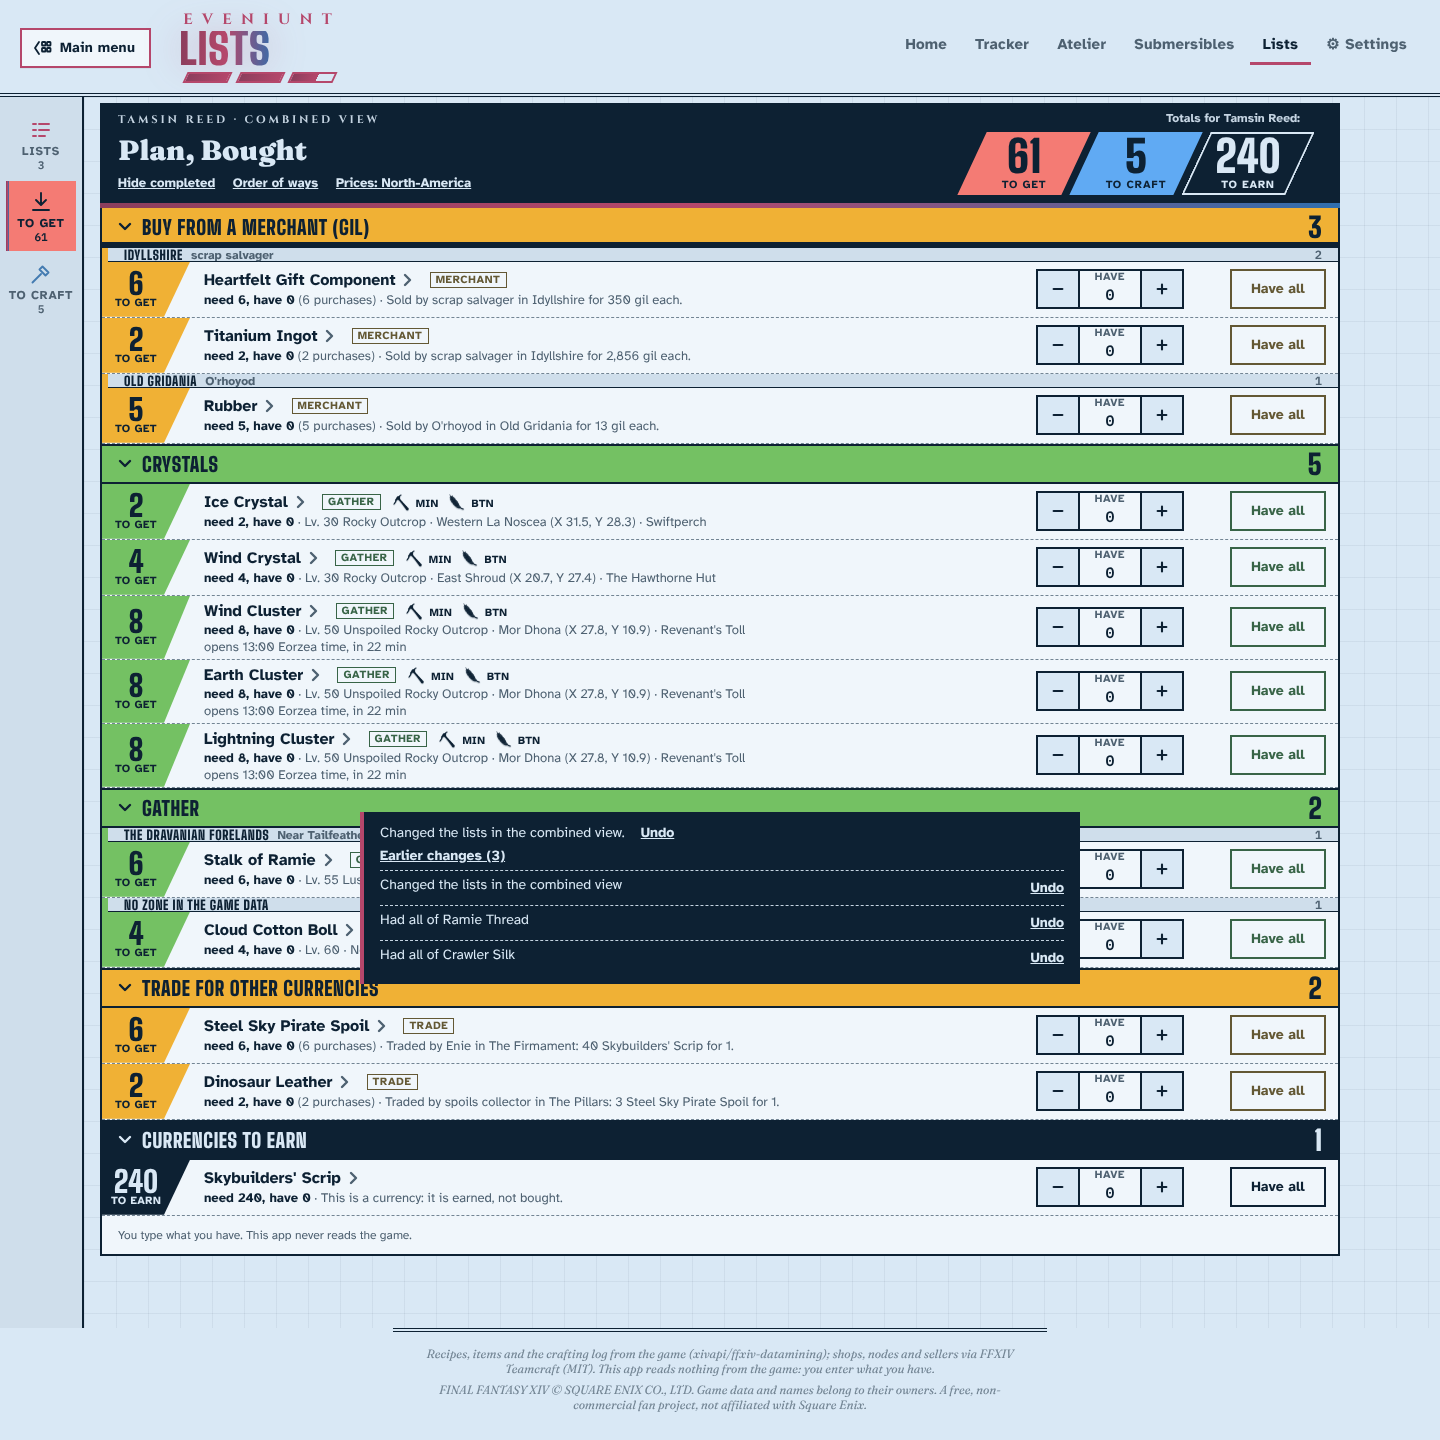 Main menu
EVENIUNT
LISTS
Home
Tracker
Atelier
Submersibles
Lists
Settings
LISTS
3
TO GET
61
TO CRAFT
5
TAMSIN REED · COMBINED VIEW
Plan, Bought
Hide completed
Order of ways
Prices: North-America
Totals for Tamsin Reed:
61
TO GET
5
TO CRAFT
240
TO EARN
BUY FROM A MERCHANT (GIL)
3
IDYLLSHIRE scrap salvager
2
6
TO GET
Heartfelt Gift Component
MERCHANT
need 6, have 0 (6 purchases) · Sold by scrap salvager in Idyllshire for 350 gil each.
−
HAVE
0
+
Have all
2
TO GET
Titanium Ingot
MERCHANT
need 2, have 0 (2 purchases) · Sold by scrap salvager in Idyllshire for 2,856 gil each.
−
HAVE
0
+
Have all
OLD GRIDANIA O'rhoyod
1
5
TO GET
Rubber
MERCHANT
need 5, have 0 (5 purchases) · Sold by O'rhoyod in Old Gridania for 13 gil each.
−
HAVE
0
+
Have all
CRYSTALS
5
2
TO GET
Ice Crystal
GATHER
MIN
BTN
need 2, have 0 · Lv. 30 Rocky Outcrop · Western La Noscea (X 31.5, Y 28.3) · Swiftperch
−
HAVE
0
+
Have all
4
TO GET
Wind Crystal
GATHER
MIN
BTN
need 4, have 0 · Lv. 30 Rocky Outcrop · East Shroud (X 20.7, Y 27.4) · The Hawthorne Hut
−
HAVE
0
+
Have all
8
TO GET
Wind Cluster
GATHER
MIN
BTN
need 8, have 0 · Lv. 50 Unspoiled Rocky Outcrop · Mor Dhona (X 27.8, Y 10.9) · Revenant's Toll
opens 13:00 Eorzea time, in 22 min
−
HAVE
0
+
Have all
8
TO GET
Earth Cluster
GATHER
MIN
BTN
need 8, have 0 · Lv. 50 Unspoiled Rocky Outcrop · Mor Dhona (X 27.8, Y 10.9) · Revenant's Toll
opens 13:00 Eorzea time, in 22 min
−
HAVE
0
+
Have all
8
TO GET
Lightning Cluster
GATHER
MIN
BTN
need 8, have 0 · Lv. 50 Unspoiled Rocky Outcrop · Mor Dhona (X 27.8, Y 10.9) · Revenant's Toll
opens 13:00 Eorzea time, in 22 min
−
HAVE
0
+
Have all
GATHER
2
THE DRAVANIAN FORELANDS Near
1
6
TO GET
Stalk of Ramie
need 6, have 0 · Lv. 55
HAVE
0
+
Have all
NO ZONE IN THE GAME DATA
1
4
TO GET
Cloud Cotton Boll
need 4, have 0 · Lv. 60 ·
HAVE
0
+
Have all
Changed the lists in the combined view. Undo
Earlier changes (3)
Changed the lists in the combined view
Undo
Had all of Ramie Thread
Undo
Had all of Crawler Silk
Undo
TRADE FOR OTHER CURRENCIES
2
6
TO GET
Steel Sky Pirate Spoil
TRADE
need 6, have 0 (6 purchases) · Traded by Enie in The Firmament: 40 Skybuilders' Scrip for 1.
−
HAVE
0
+
Have all
2
TO GET
Dinosaur Leather
TRADE
need 2, have 0 (2 purchases) · Traded by spoils collector in The Pillars: 3 Steel Sky Pirate Spoil for 1.
−
HAVE
0
+
Have all
CURRENCIES TO EARN
1
240
TO EARN
Skybuilders' Scrip
need 240, have 0 · This is a currency: it is earned, not bought.
−
HAVE
0
+
Have all
You type what you have. This app never reads the game.
Recipes, items and the crafting log from the game (xivapi/ffxiv-datamining); shops, nodes and sellers via FFXIV
Teamcraft (MIT). This app reads nothing from the game: you enter what you have.
FINAL FANTASY XIV © SQUARE ENIX CO., LTD. Game data and names belong to their owners. A free, non-
commercial fan project, not affiliated with Square Enix.